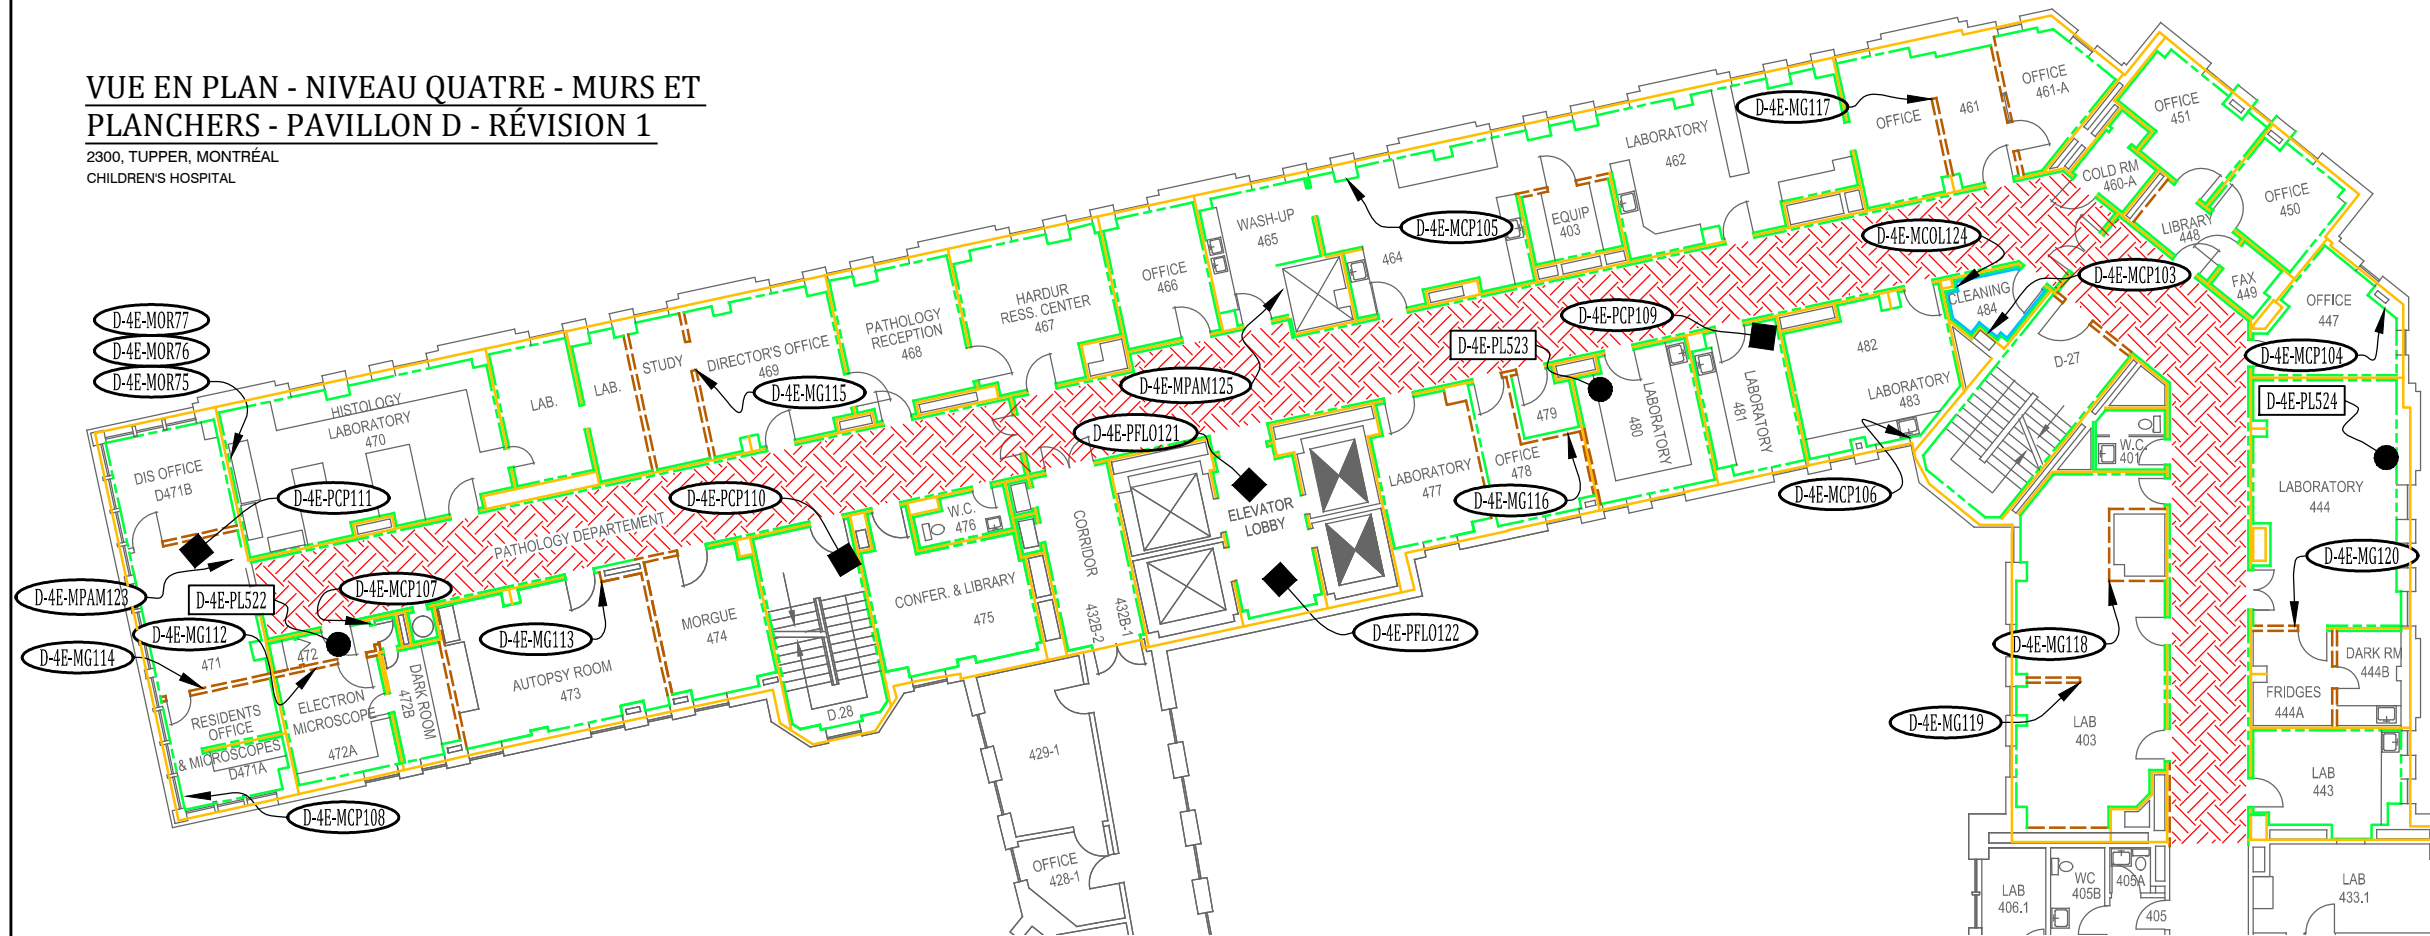 VUE EN PLAN - NIVEAU QUATRE - MURS ET
PLANCHERS - PAVILLON D - RÉVISION 1
2300, TUPPER, MONTRÉAL
CHILDREN'S HOSPITAL
D-4E-MOR77
D-4E-MOR76
D-4E-MOR75
DIS OFFICE
D471B
HISTOLOGY
LABORATORY
470
D-4E-PCP111
D-4E-MPAM123
D-4E-PL522
D-4E-MCP107
D-4E-MG112
D-4E-MG114
471
472
RESIDENTS
OFFICE
& MICROSCOPES
D471A
ELECTRON
MICROSCOPE
472A
DARK ROOM
472B
D-4E-MCP108
LAB.
LAB.
STUDY
DIRECTOR'S OFFICE
469
D-4E-MG115
PATHOLOGY
RECEPTION
468
HARDUR
RESS. CENTER
467
OFFICE
466
WASH-UP
465
464
D-4E-MCP105
EQUIP
403
LABORATORY
462
D-4E-MG117
OFFICE
461
OFFICE
461-A
OFFICE
451
COLD RM
460-A
OFFICE
450
LIBRARY
448
FAX
449
OFFICE
447
D-4E-MCOL124
D-4E-MCP103
D-4E-MCP104
CLEANING
484
D-27
D-4E-PCP109
D-4E-PL523
D-4E-MPAM125
D-4E-PFLO121
D-4E-PCP110
PATHOLOGY DEPARTEMENT
D-4E-MG113
AUTOPSY ROOM
473
MORGUE
474
D.28
W.C.
476
CONFER. & LIBRARY
475
CORRIDOR
432B-2
432B-1
ELEVATOR
LOBBY
D-4E-PFLO122
LABORATORY
477
OFFICE
478
479
D-4E-MG116
LABORATORY
480
LABORATORY
481
482
LABORATORY
483
D-4E-MCP106
W.C.
401
D-4E-PL524
LABORATORY
444
D-4E-MG120
D-4E-MG118
D-4E-MG119
LAB
403
DARK RM
444B
FRIDGES
444A
LAB
443
429-1
OFFICE
428-1
LAB
406.1
WC
405B
405A
405
LAB
433.1